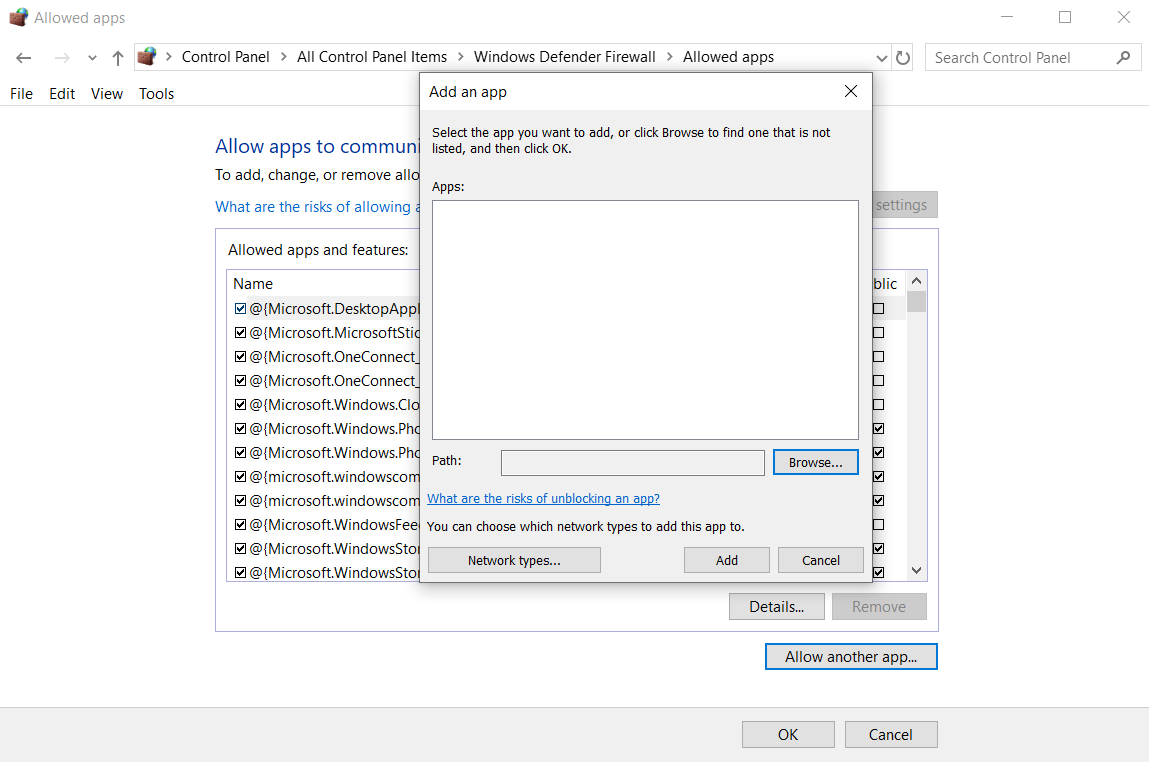 Allowed apps
Control Panel > All Control Panel Items > Windows Defender Firewall > Allowed apps
Search Control Panel
File Edit View Tools
Add an app
Select the app you want to add, or click Browse to find one that is not
listed, and then click OK.
Apps:
Path:
Browse...
What are the risks of unblocking an app?
You can choose which network types to add this app to.
Network types... Add Cancel
Allow apps to communi
To add, change, or remove allo
What are the risks of allowing a
settings
Allowed apps and features:
Name blic
@{Microsoft.DesktopAppI
@{Microsoft.MicrosoftStic
@{Microsoft.OneConnect_
@{Microsoft.OneConnect_
@{Microsoft.Windows.Clo
@{Microsoft.Windows.Pho
@{Microsoft.Windows.Pho
@{microsoft.windowscom
@{microsoft.windowscom
@{Microsoft.WindowsFee
@{Microsoft.WindowsStor
@{Microsoft.WindowsStor
Details... Remove
Allow another app...
OK Cancel